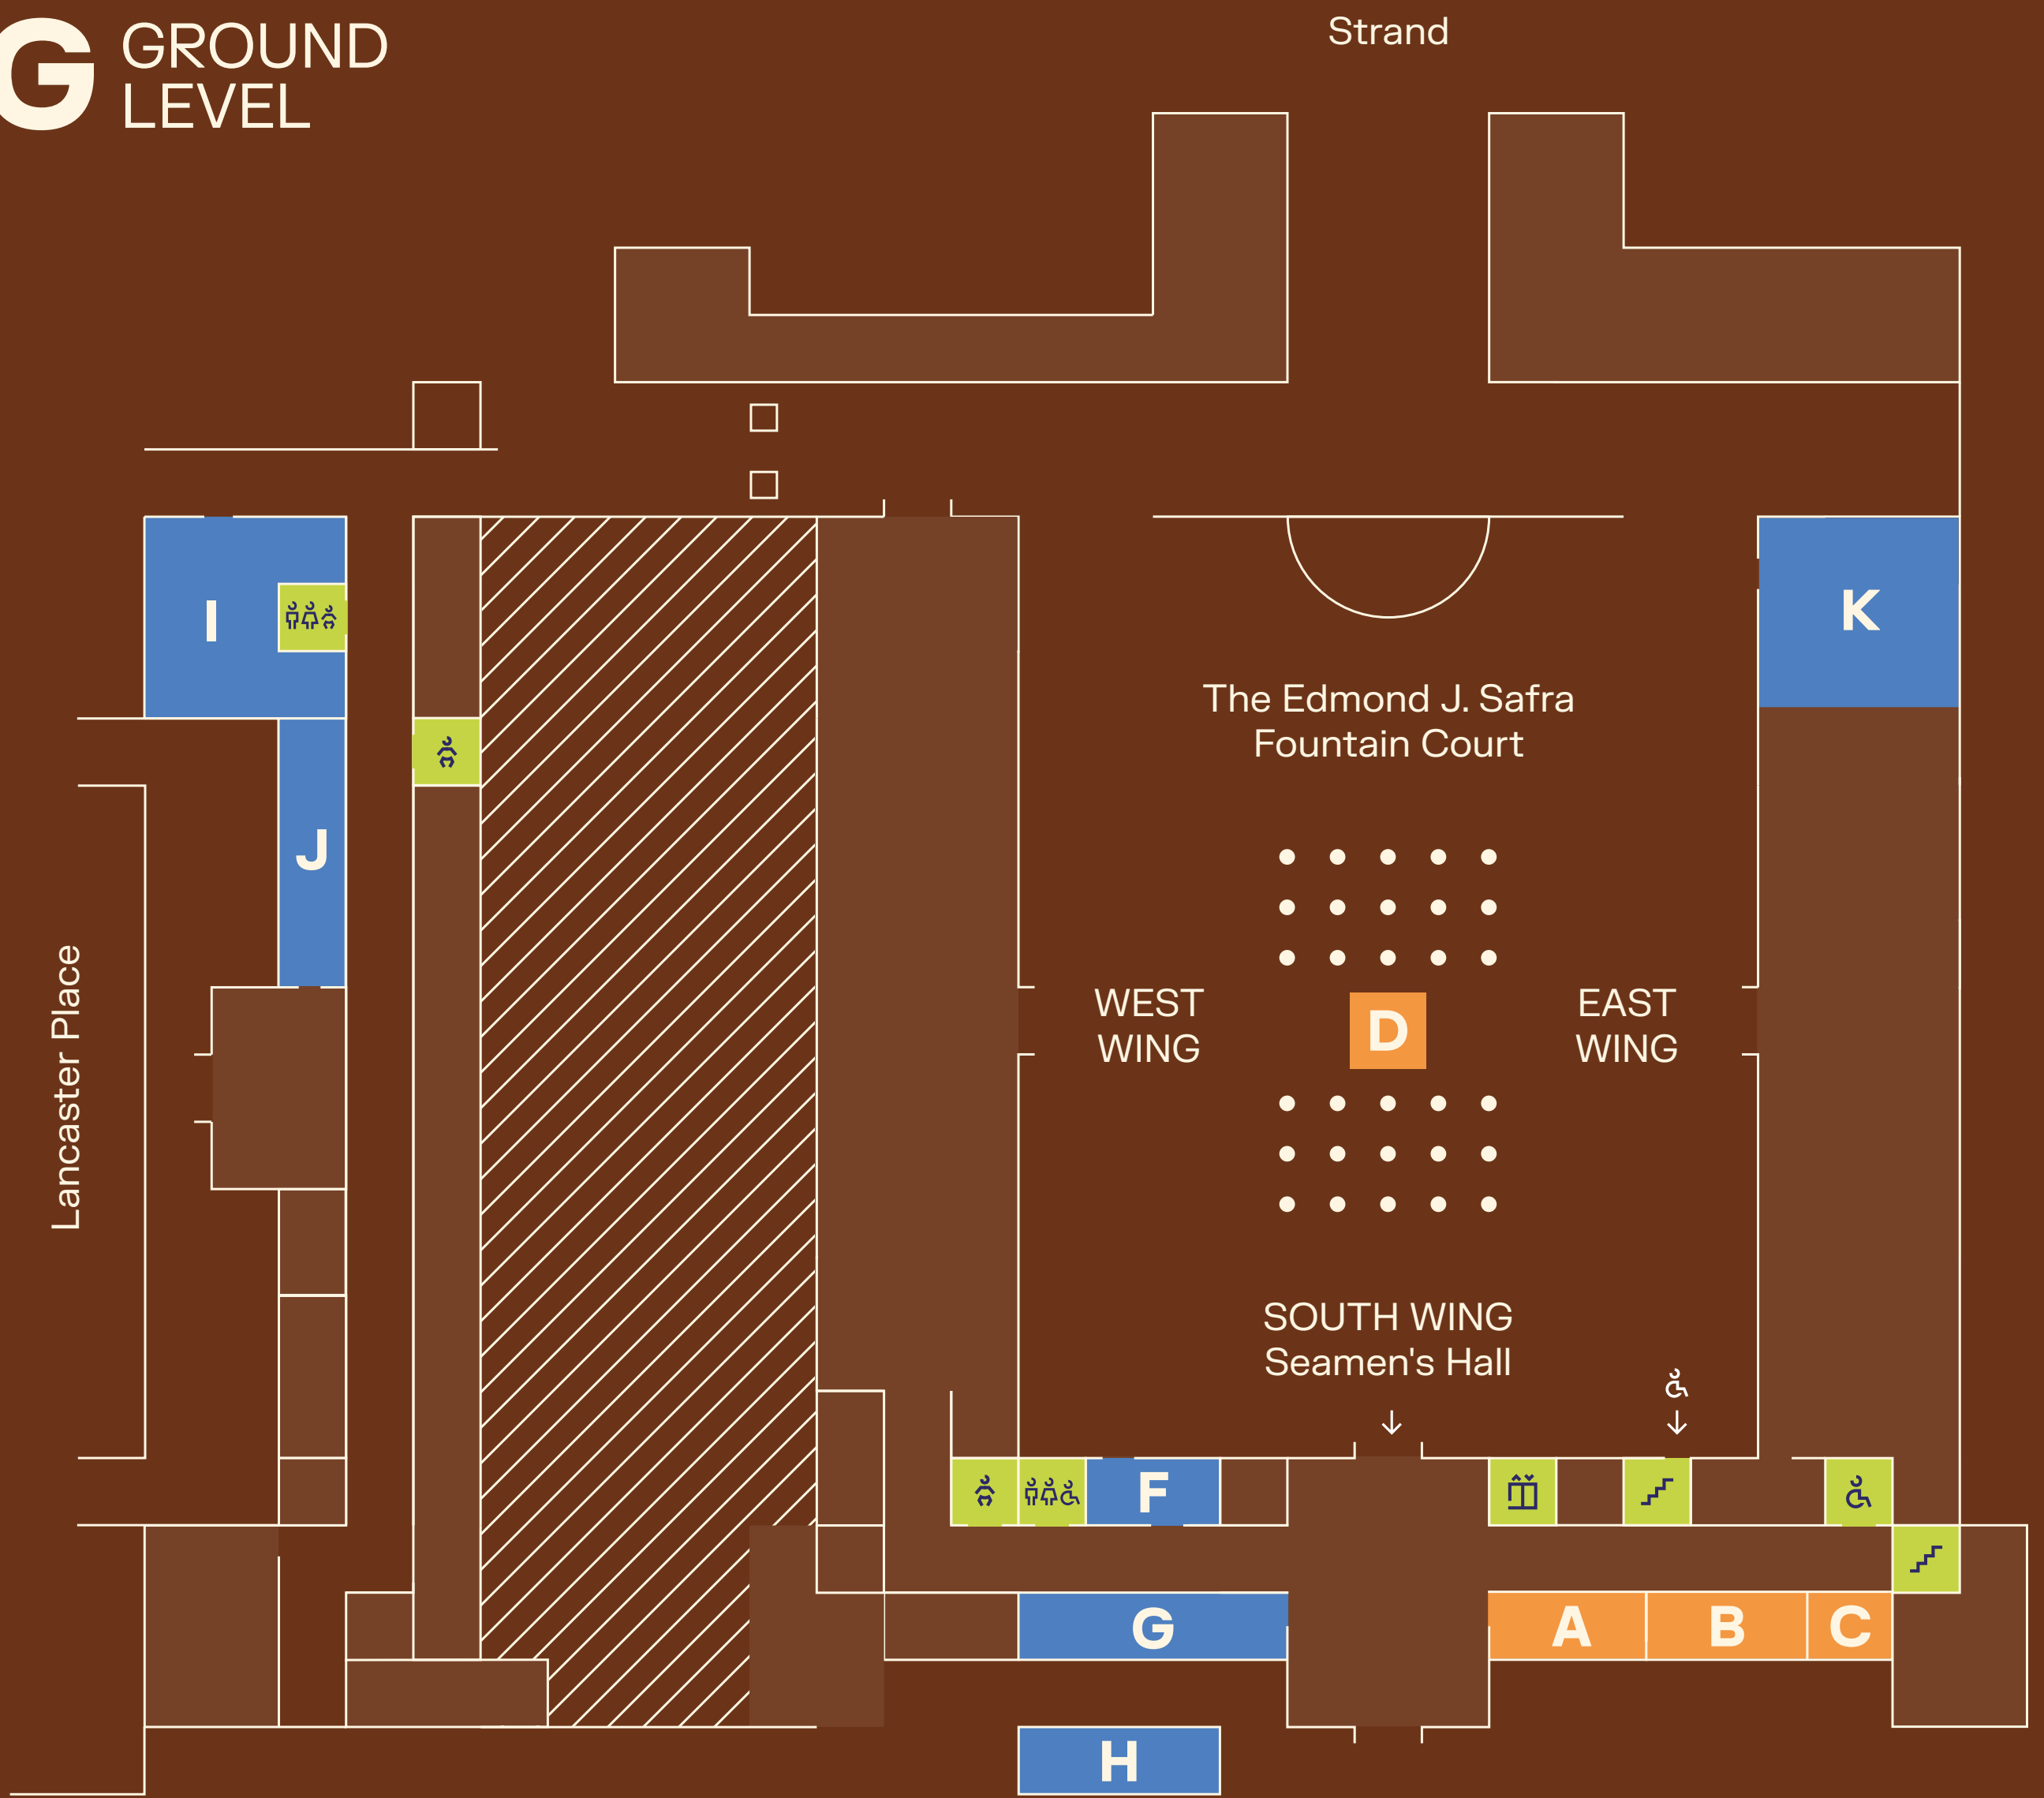 G GROUND
LEVEL
Strand
I
K
The Edmond J. Safra
Fountain Court
J
Lancaster Place
WEST
WING
D
EAST
WING
SOUTH WING
Seamen's Hall
F
G
A
B
C
H